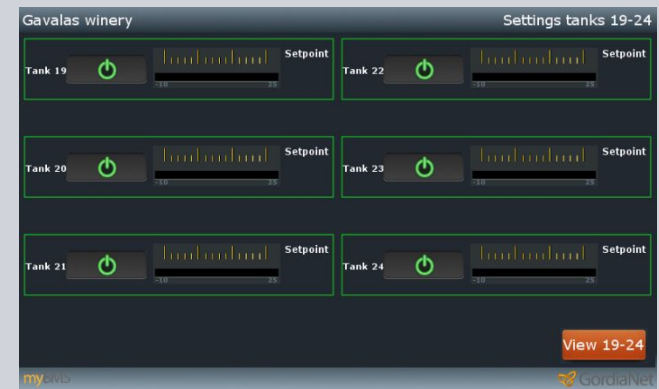 Gavalas winery
Settings tanks 19-24
Tank 19
-10
25
Setpoint
Tank 22
-10
25
Setpoint
Tank 20
-10
25
Setpoint
Tank 23
-10
25
Setpoint
Tank 21
-10
25
Setpoint
Tank 24
-10
25
Setpoint
View 19-24
myBMS
GordiaNet